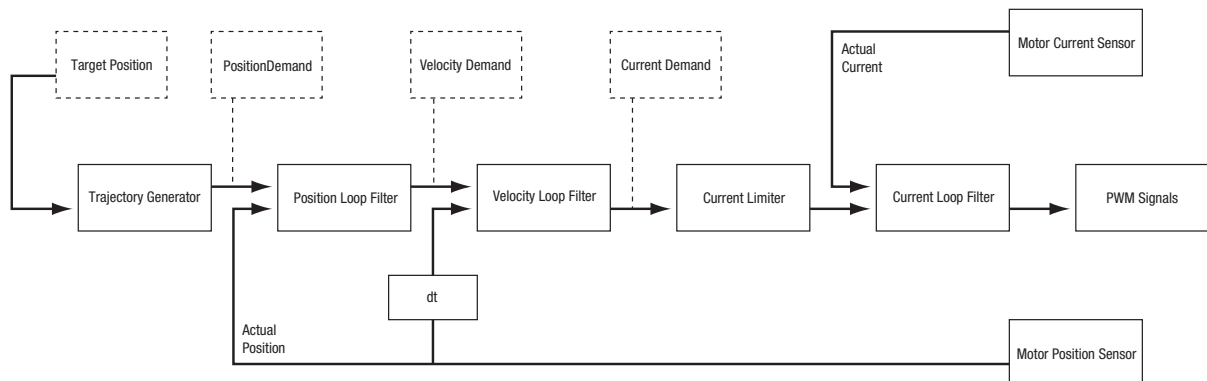 Target Position
PositionDemand
Velocity Demand
Current Demand
Actual
Current
Motor Current Sensor
Trajectory Generator
Position Loop Filter
Velocity Loop Filter
Current Limiter
Current Loop Filter
PWM Signals
dt
Actual
Position
Motor Position Sensor